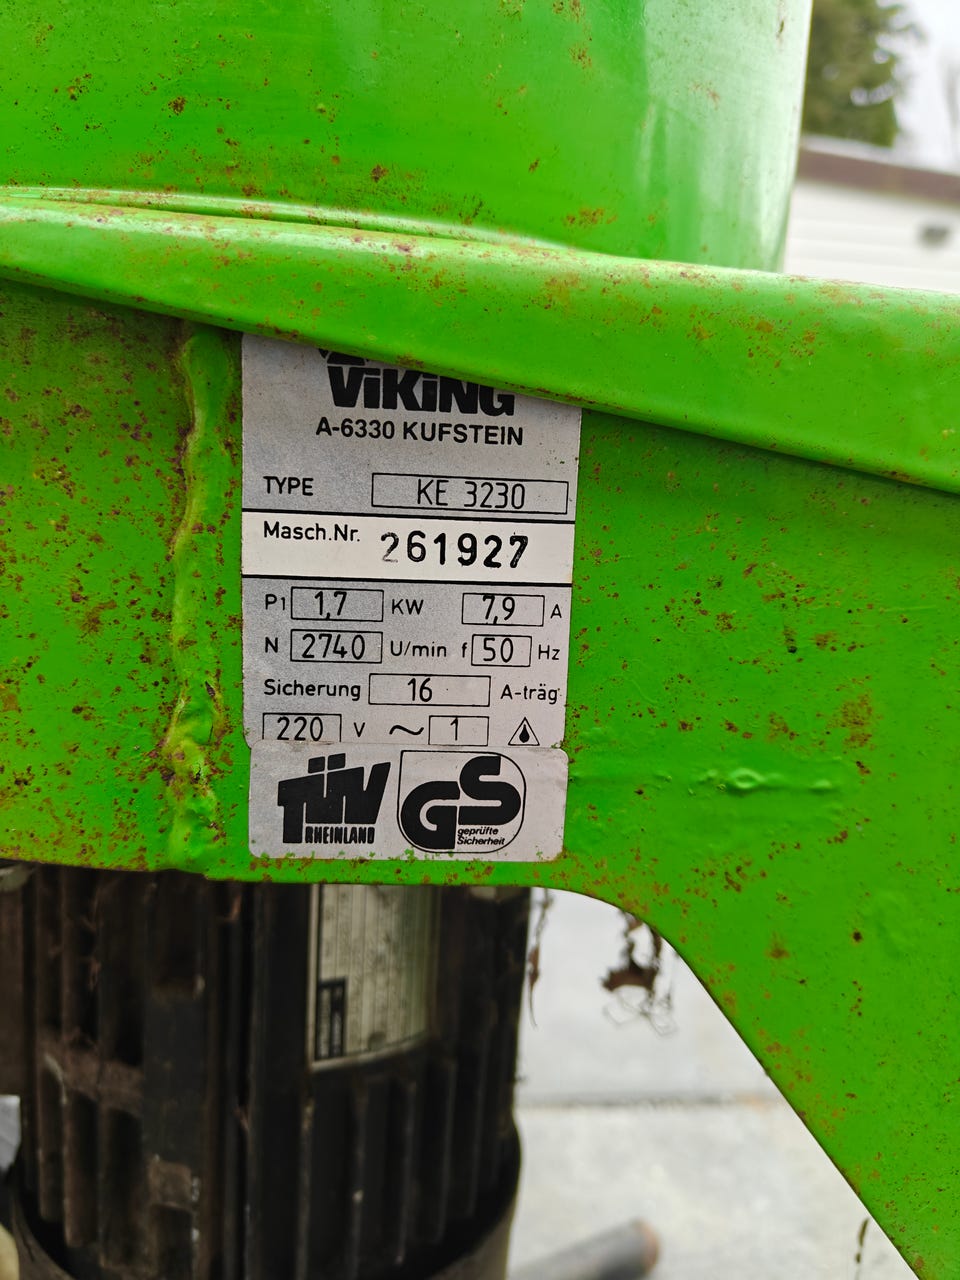 ViKiNG
A-6330 KUFSTEIN
TYPE KE 3230
Masch.Nr. 261927
P1 1,7 KW 7,9 A
N 2740 U/min f 50 Hz
Sicherung 16 A-träg
220 V ~ 1
TÜV
RHEINLAND
GS
geprüfte
Sicherheit